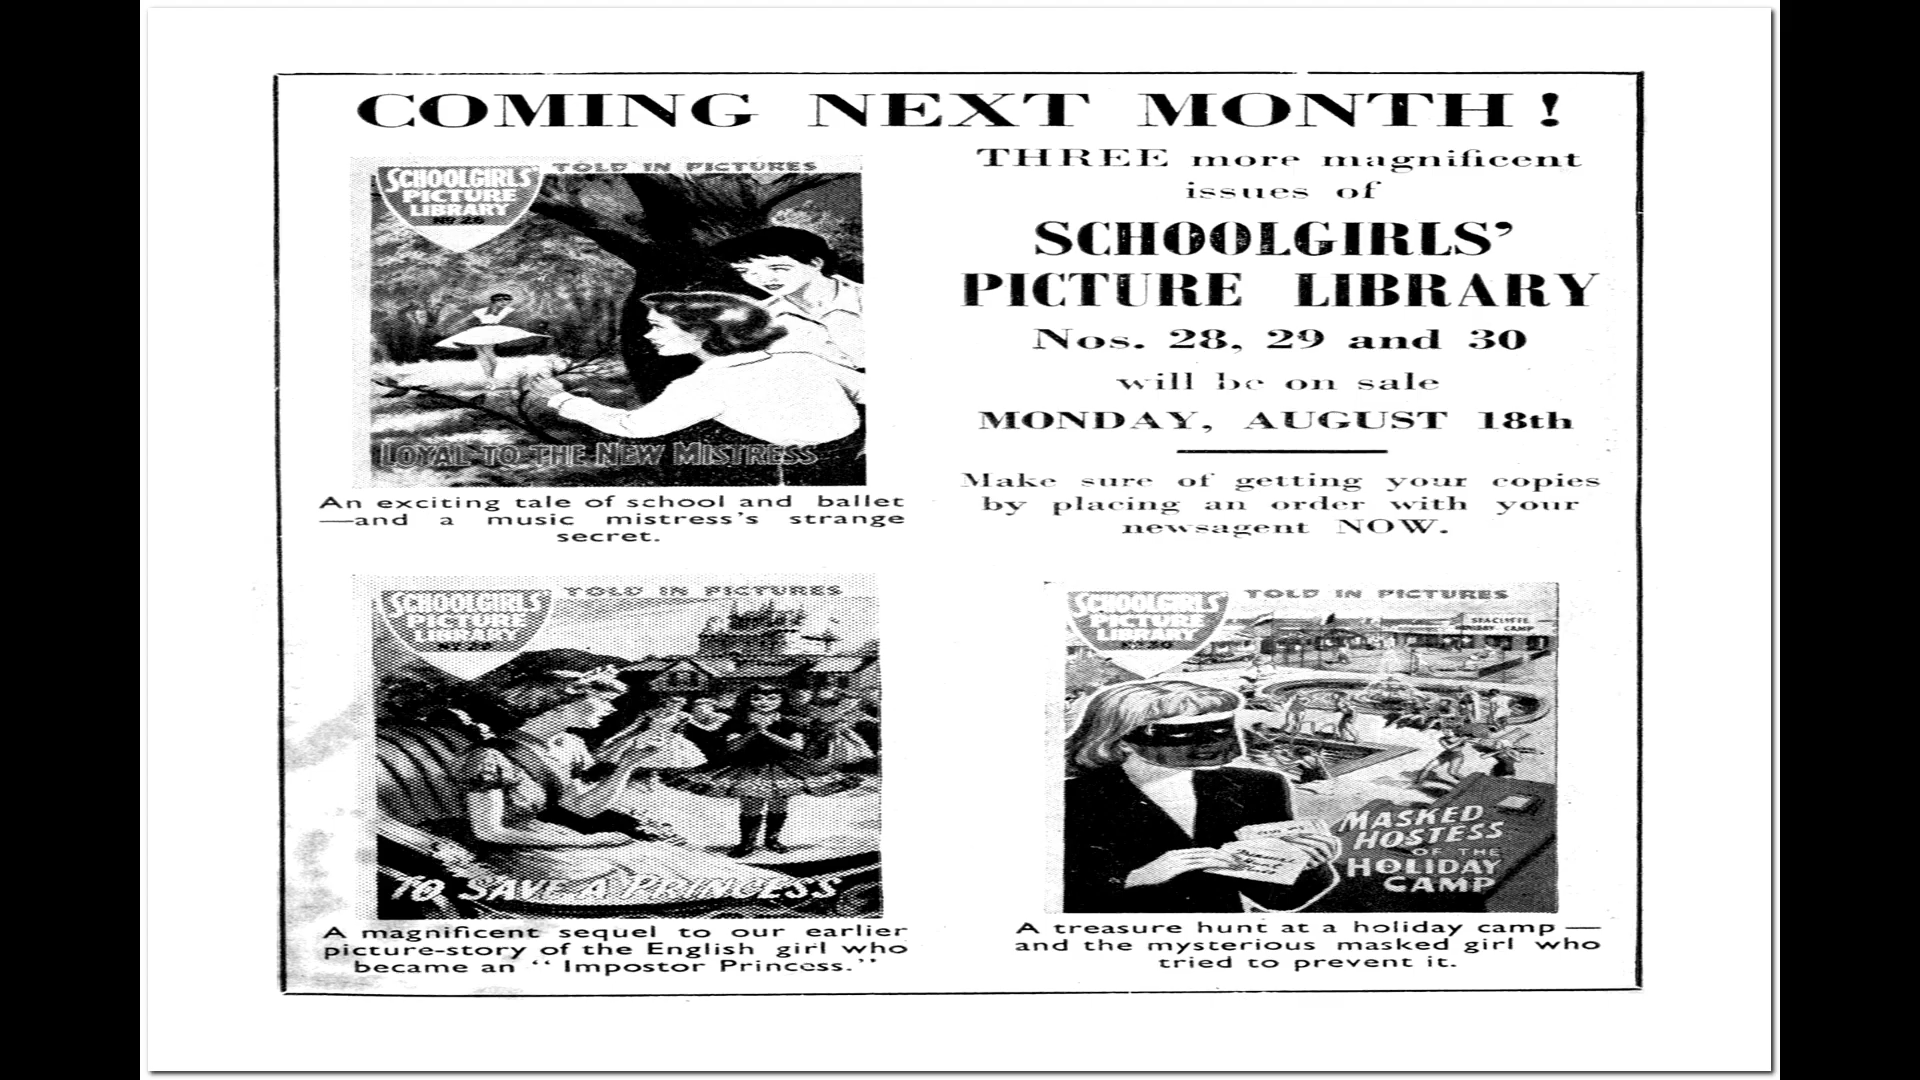 COMING NEXT MONTH!
TOLD IN PICTURES
SCHOOLGIRLS'
PICTURE
LIBRARY
LOYAL TO THE NEW MISTRESS
An exciting tale of school and ballet
—and a music mistress's strange
secret.
THREE more magnificent
issues of
SCHOOLGIRLS'
PICTURE LIBRARY
Nos. 28, 29 and 30
will be on sale
MONDAY, AUGUST 18th
Make sure of getting your copies
by placing an order with your
newsagent NOW.
TOLD IN PICTURES
SCHOOLGIRLS'
PICTURE
LIBRARY
TO SAVE A PRINCESS
A magnificent sequel to our earlier
picture-story of the English girl who
became an "Impostor Princess."
TOLD IN PICTURES
SCHOOLGIRLS'
PICTURE
LIBRARY
No 30
SEACLIFFE
HOLIDAY CAMP
MASKED
HOSTESS
OF THE
HOLIDAY
CAMP
A treasure hunt at a holiday camp —
and the mysterious masked girl who
tried to prevent it.